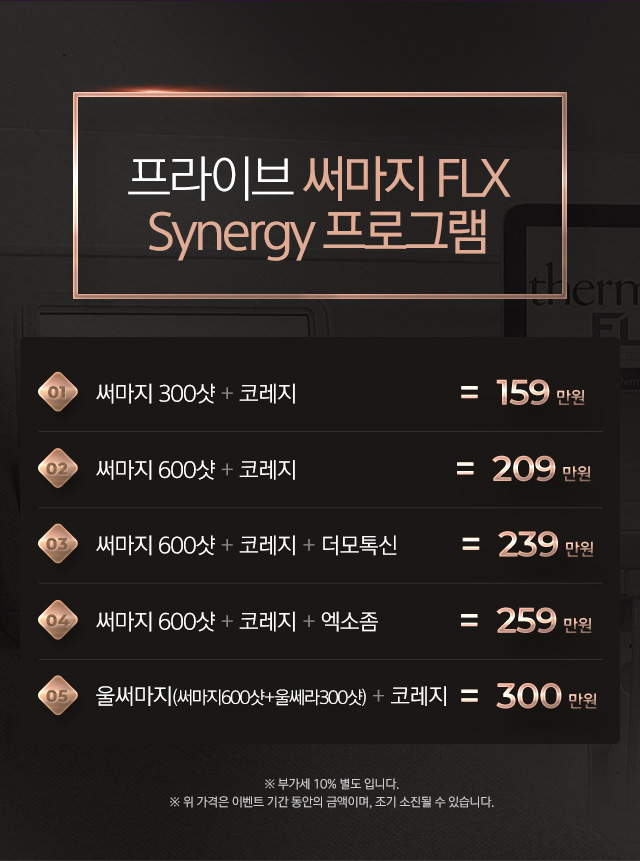 프라이브 써마지 FLX
Synergy 프로그램
therm
FL
01 써마지 300샷 + 코레지 = 159 만원
02 써마지 600샷 + 코레지 = 209 만원
03 써마지 600샷 + 코레지 + 더모톡신 = 239 만원
04 써마지 600샷 + 코레지 + 엑소좀 = 259 만원
05 울써마지(써마지600샷+울쎄라300샷) + 코레지 = 300 만원
※ 부가세 10% 별도 입니다.
※ 위 가격은 이벤트 기간 동안의 금액이며, 조기 소진될 수 있습니다.